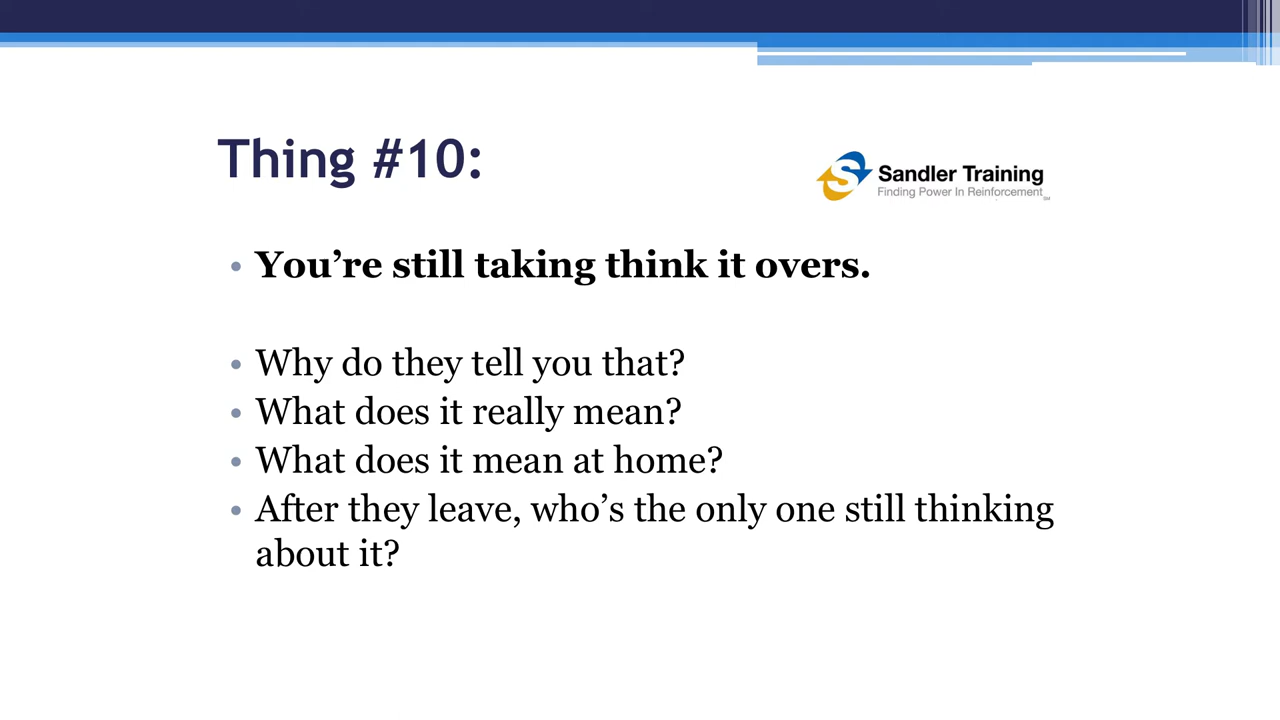 Thing #10:
Sandler Training
Finding Power In Reinforcement
SM
• You’re still taking think it overs.
• Why do they tell you that?
• What does it really mean?
• What does it mean at home?
• After they leave, who’s the only one still thinking
about it?